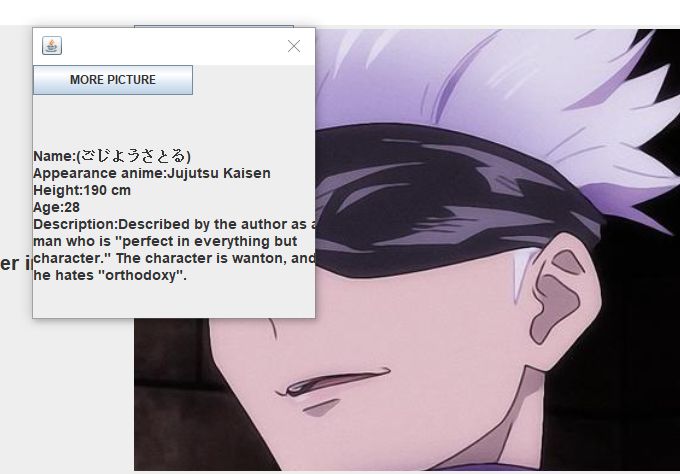 MORE PICTURE
Name:(ごじようさとる)
Appearance anime:Jujutsu Kaisen
Height:190 cm
Age:28
Description:Described by the author as a
man who is "perfect in everything but
character." The character is wanton, and
he hates "orthodoxy".